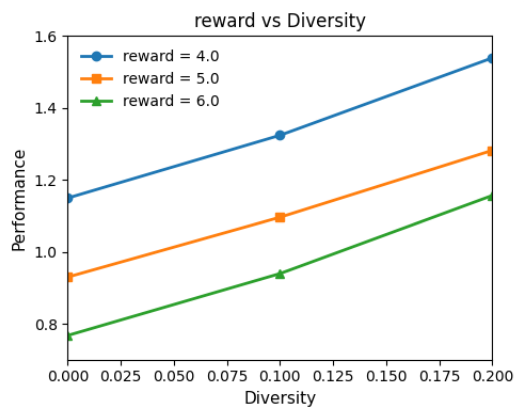 reward vs Diversity
1.6
1.4
1.2
1.0
0.8
Performance
reward = 4.0
reward = 5.0
reward = 6.0
0.000 0.025 0.050 0.075 0.100 0.125 0.150 0.175 0.200
Diversity